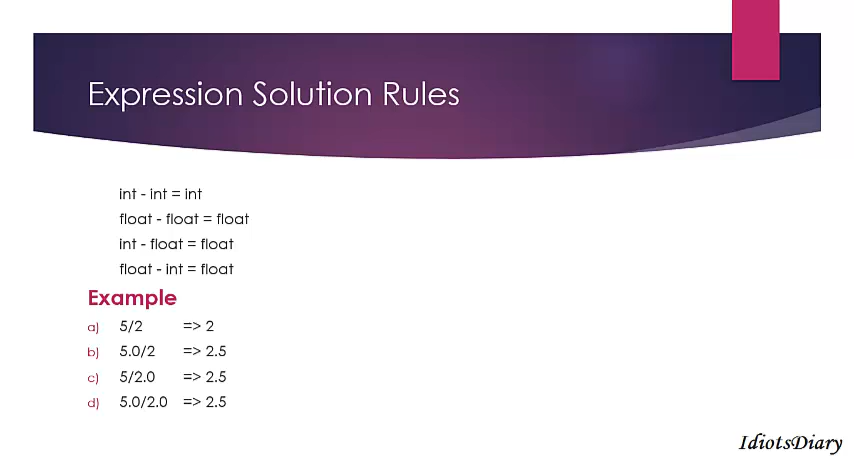 Expression Solution Rules
int - int = int
float - float = float
int - float = float
float - int = float
Example
a) 5/2 => 2
b) 5.0/2 => 2.5
c) 5/2.0 => 2.5
d) 5.0/2.0 => 2.5
IdiotsDiary